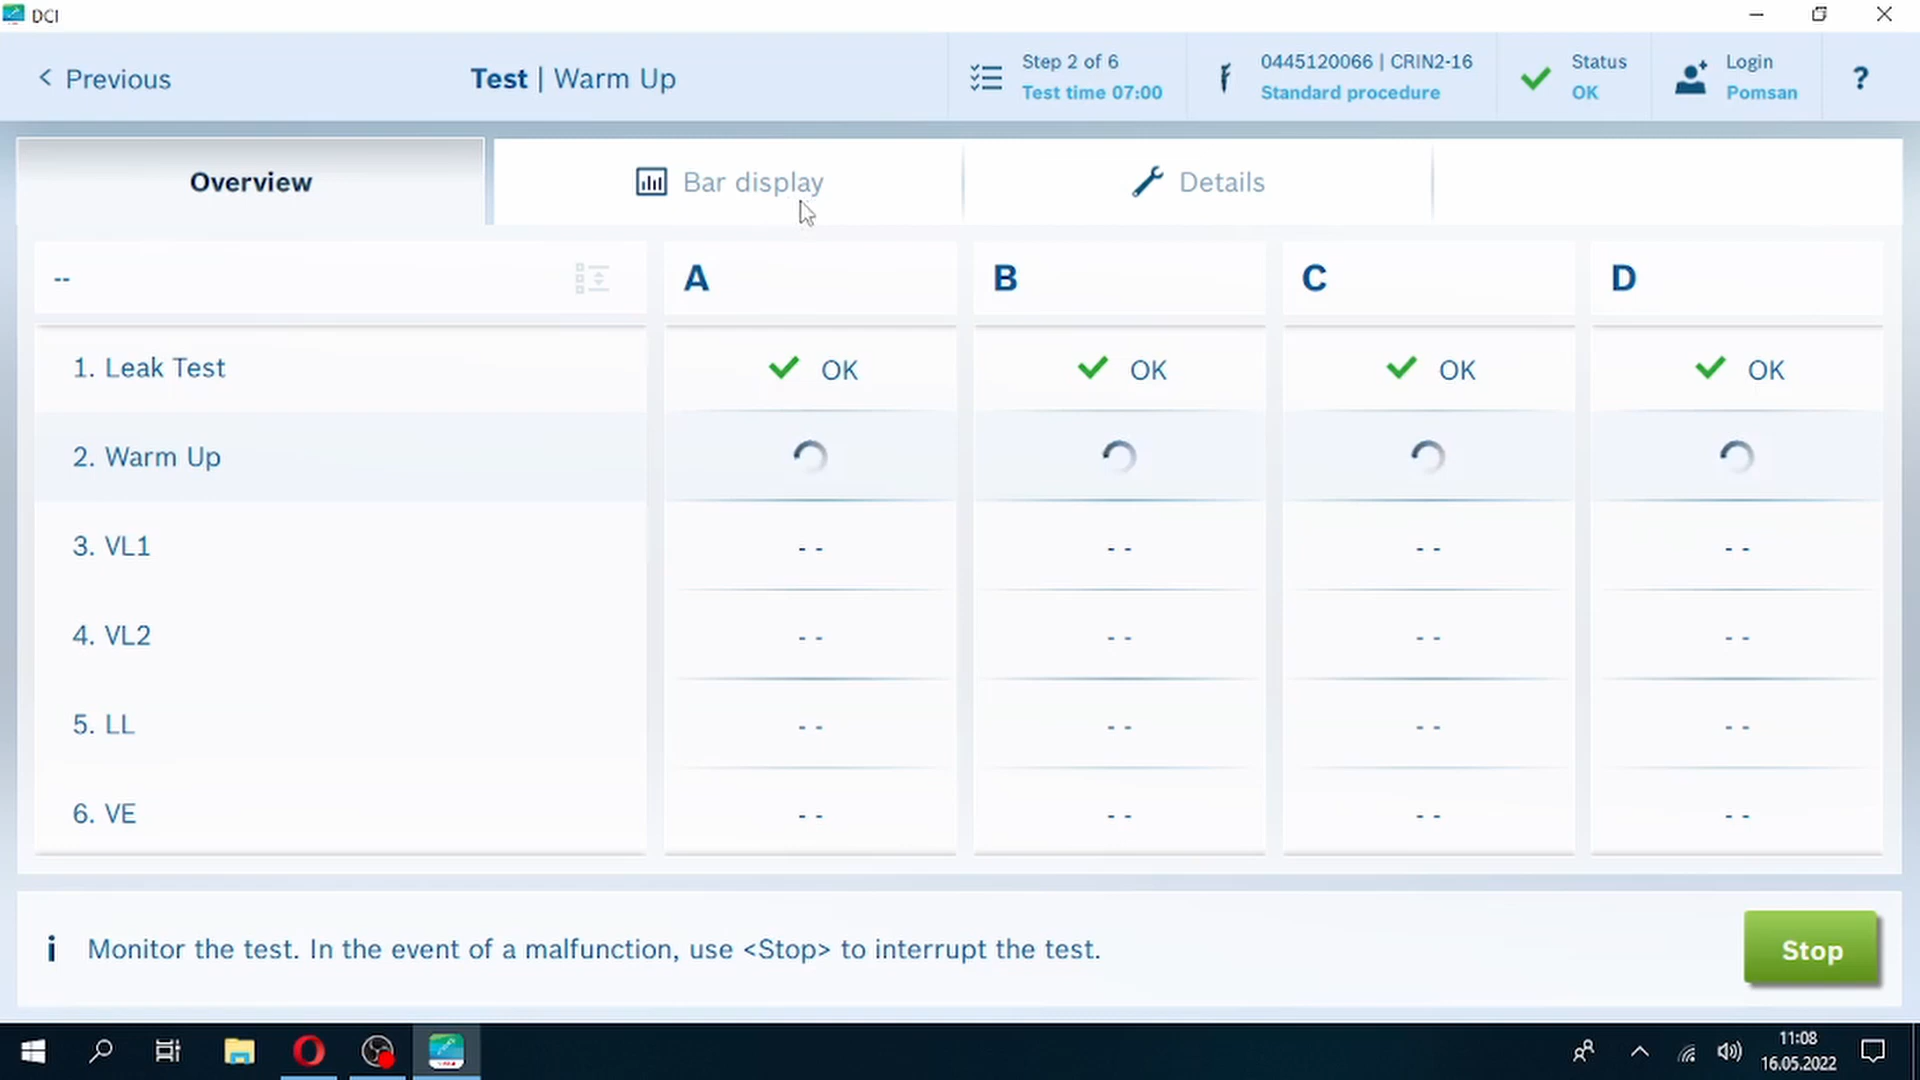 DCI
Previous
Test | Warm Up
Step 2 of 6
Test time 07:00
0445120066 | CRIN2-16
Standard procedure
Status
OK
Login
Pomsan
?
Overview
Bar display
Details
--
A
B
C
D
1. Leak Test
OK
OK
OK
OK
2. Warm Up
3. VL1
- -
- -
- -
- -
4. VL2
- -
- -
- -
- -
5. LL
- -
- -
- -
- -
6. VE
- -
- -
- -
- -
i
Monitor the test. In the event of a malfunction, use <Stop> to interrupt the test.
Stop
11:08
16.05.2022